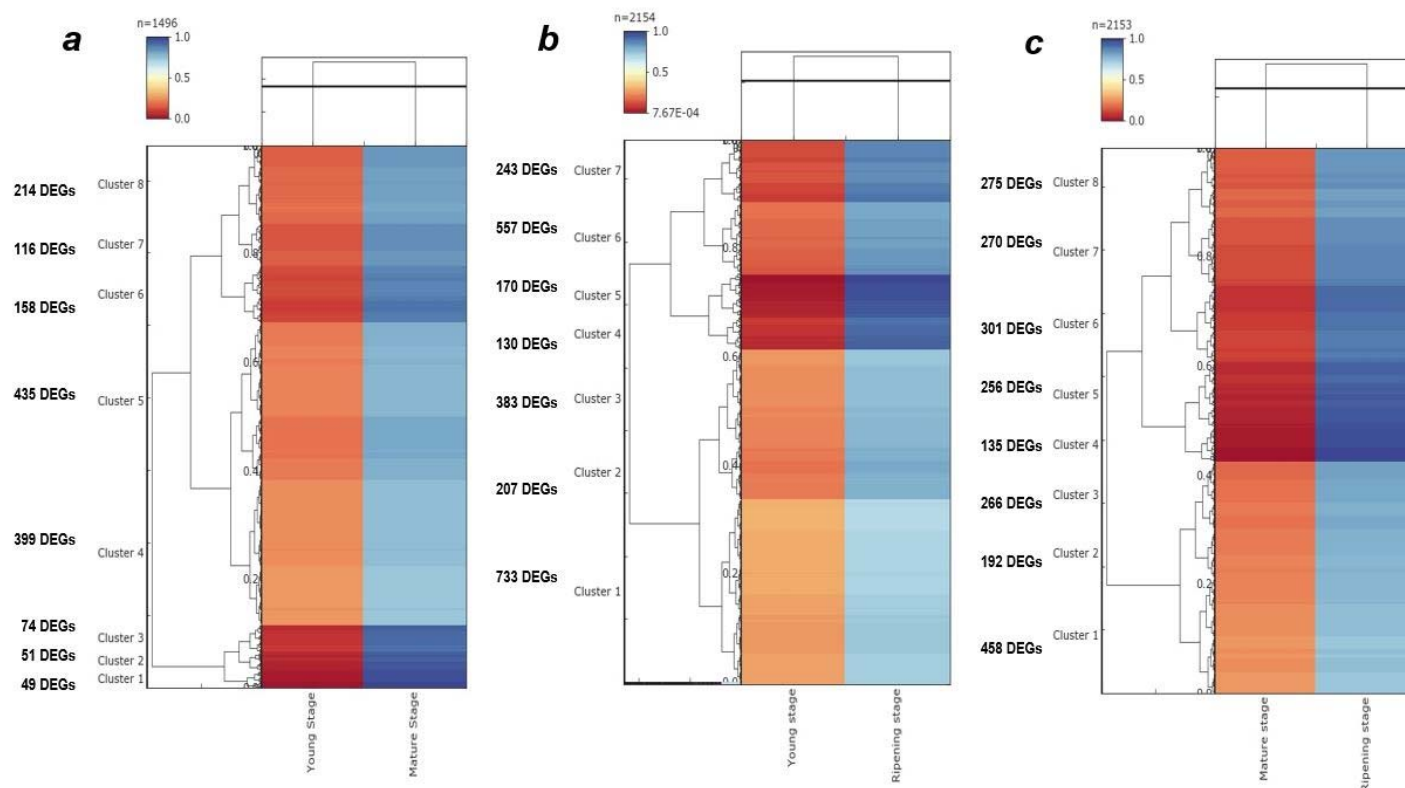 a
n=1496
1.0
0.5
0.0
214 DEGs
116 DEGs
158 DEGs
435 DEGs
399 DEGs
74 DEGs
51 DEGs
49 DEGs
Cluster 8
Cluster 7
Cluster 6
Cluster 5
Cluster 4
Cluster 3
Cluster 2
Cluster 1
0.8
0.6
0.4
0.2
Young Stage
Mature Stage
b
n=2154
1.0
0.5
7.67E-04
243 DEGs
557 DEGs
170 DEGs
130 DEGs
383 DEGs
207 DEGs
733 DEGs
Cluster 7
Cluster 6
Cluster 5
Cluster 4
Cluster 3
Cluster 2
Cluster 1
0.8
0.6
0.4
0.2
0.0
Young stage
Ripening stage
c
n=2153
1.0
0.5
0.0
275 DEGs
270 DEGs
301 DEGs
256 DEGs
135 DEGs
266 DEGs
192 DEGs
458 DEGs
Cluster 8
Cluster 7
Cluster 6
Cluster 5
Cluster 4
Cluster 3
Cluster 2
Cluster 1
0.8
0.6
0.4
0.2
0.0
Mature stage
Ripening stage